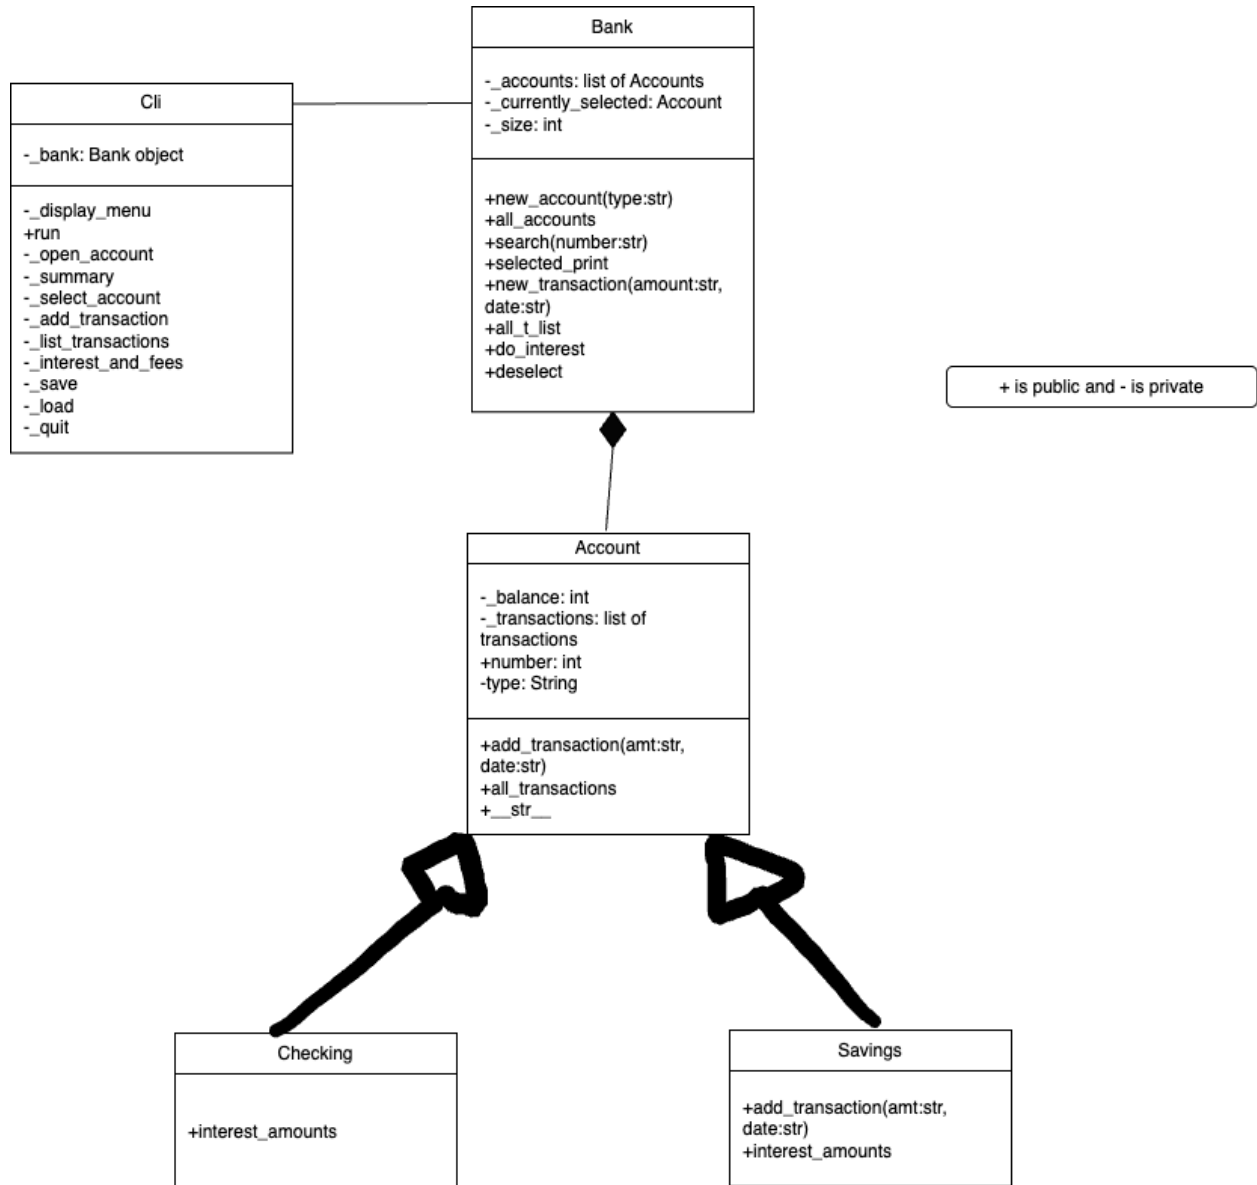 Bank
-_accounts: list of Accounts
-_currently_selected: Account
-_size: int
+new_account(type:str)
+all_accounts
+search(number:str)
+selected_print
+new_transaction(amount:str,
date:str)
+all_t_list
+do_interest
+deselect
Cli
-_bank: Bank object
-_display_menu
+run
-_open_account
-_summary
-_select_account
-_add_transaction
-_list_transactions
-_interest_and_fees
-_save
-_load
-_quit
+ is public and - is private
Account
-_balance: int
-_transactions: list of
transactions
+number: int
-type: String
+add_transaction(amt:str,
date:str)
+all_transactions
+__str__
Checking
+interest_amounts
Savings
+add_transaction(amt:str,
date:str)
+interest_amounts